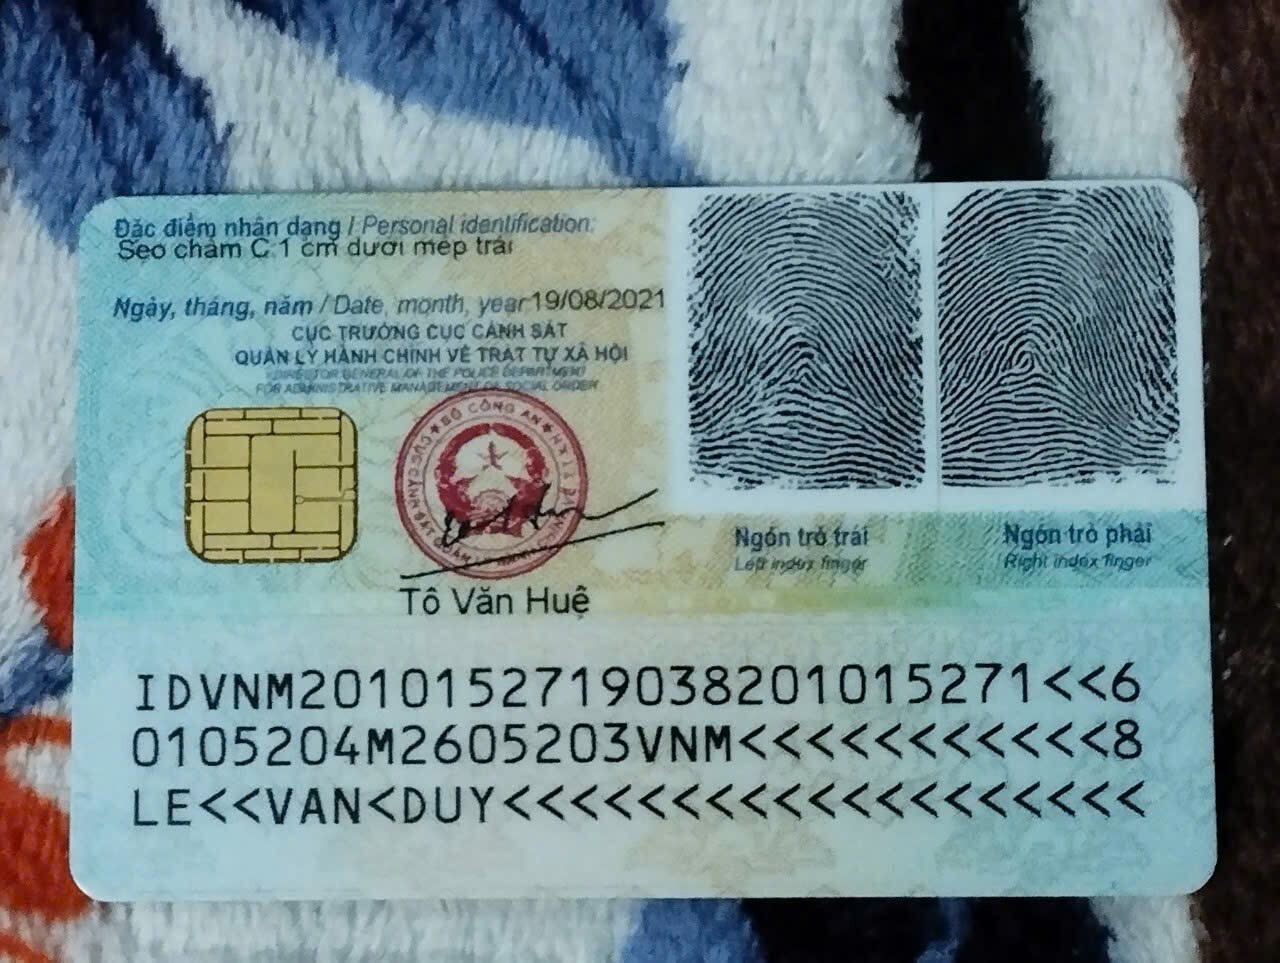 Đặc điểm nhân dạng / Personal identification:
Sẹo chấm C.1 cm dưới mép trái
Ngày, tháng, năm / Date, month, year 19/08/2021
CỤC TRƯỞNG CỤC CẢNH SÁT
QUẢN LÝ HÀNH CHÍNH VỀ TRẬT TỰ XÃ HỘI
DIRECTOR GENERAL OF THE POLICE DEPARTMENT
FOR ADMINISTRATIVE MANAGEMENT OF SOCIAL ORDER
BỘ CÔNG AN
Tô Văn Huệ
Ngón trỏ trái
Left index finger
Ngón trỏ phải
Right index finger
IDVNM2010152719038201015271<<6
0105204M2605203VNM<<<<<<<<<<<8
LE<<VAN<DUY<<<<<<<<<<<<<<<<<<<